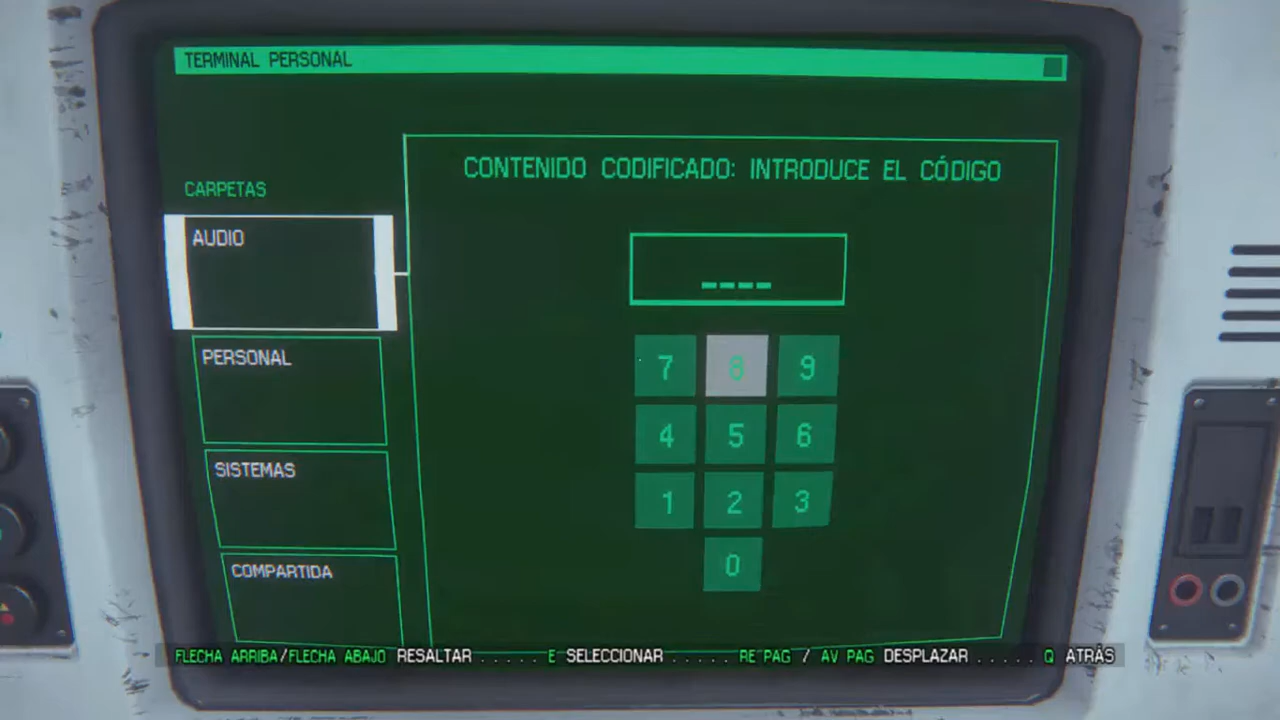 TERMINAL PERSONAL
CONTENIDO CODIFICADO: INTRODUCE EL CÓDIGO
CARPETAS
AUDIO
PERSONAL
SISTEMAS
COMPARTIDA
____
7 8 9
4 5 6
1 2 3
0
FLECHA ARRIBA/FLECHA ABAJO RESALTAR ..... E SELECCIONAR ..... RE PAG / AV PAG DESPLAZAR ..... Q ATRÁS